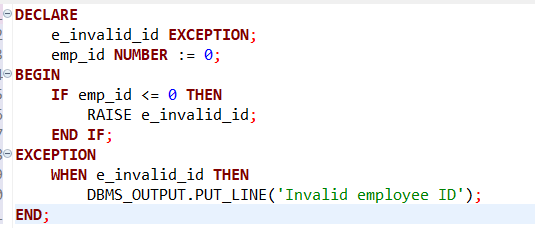 DECLARE
    e_invalid_id EXCEPTION;
    emp_id NUMBER := 0;
BEGIN
    IF emp_id <= 0 THEN
        RAISE e_invalid_id;
    END IF;
EXCEPTION
    WHEN e_invalid_id THEN
        DBMS_OUTPUT.PUT_LINE('Invalid employee ID');
END;